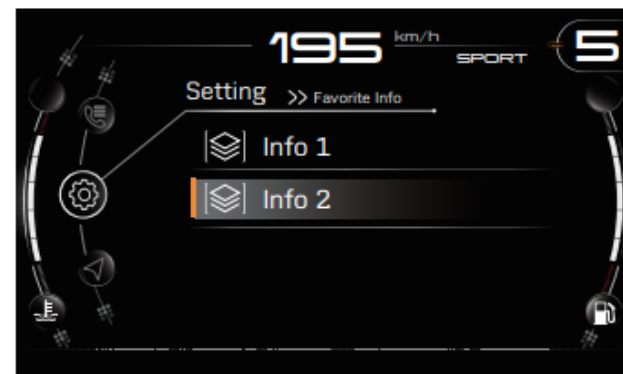 195 km/h
SPORT
5
Setting >> Favorite Info
Info 1
Info 2